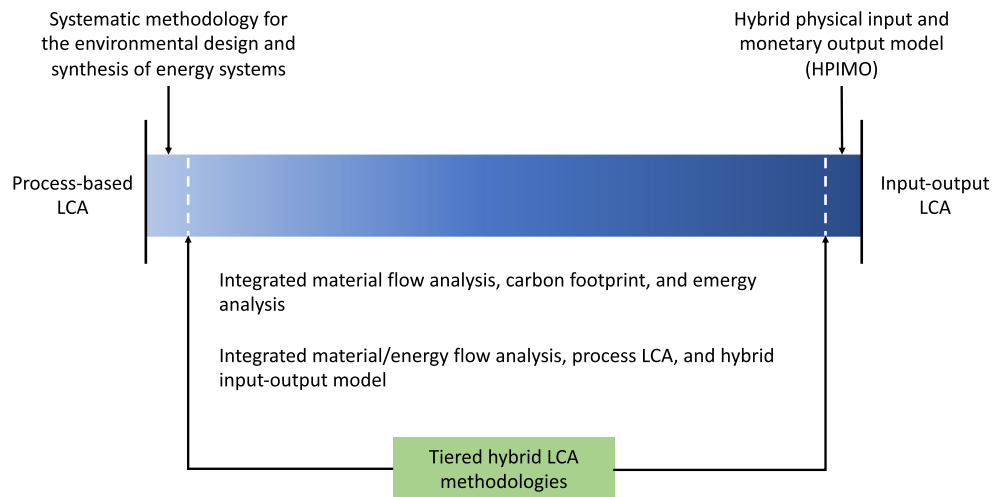 Systematic methodology for
the environmental design and
synthesis of energy systems
Hybrid physical input and
monetary output model
(HPIMO)
Process-based
LCA
Input-output
LCA
Integrated material flow analysis, carbon footprint, and emergy
analysis
Integrated material/energy flow analysis, process LCA, and hybrid
input-output model
Tiered hybrid LCA
methodologies